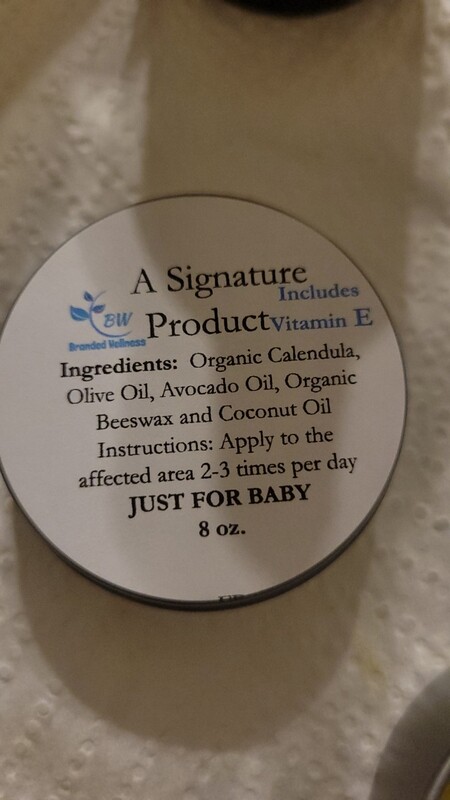 A Signature
Includes
BW
Branded Wellness
Product Vitamin E
Ingredients: Organic Calendula,
Olive Oil, Avocado Oil, Organic
Beeswax and Coconut Oil
Instructions: Apply to the
affected area 2-3 times per day
JUST FOR BABY
8 oz.